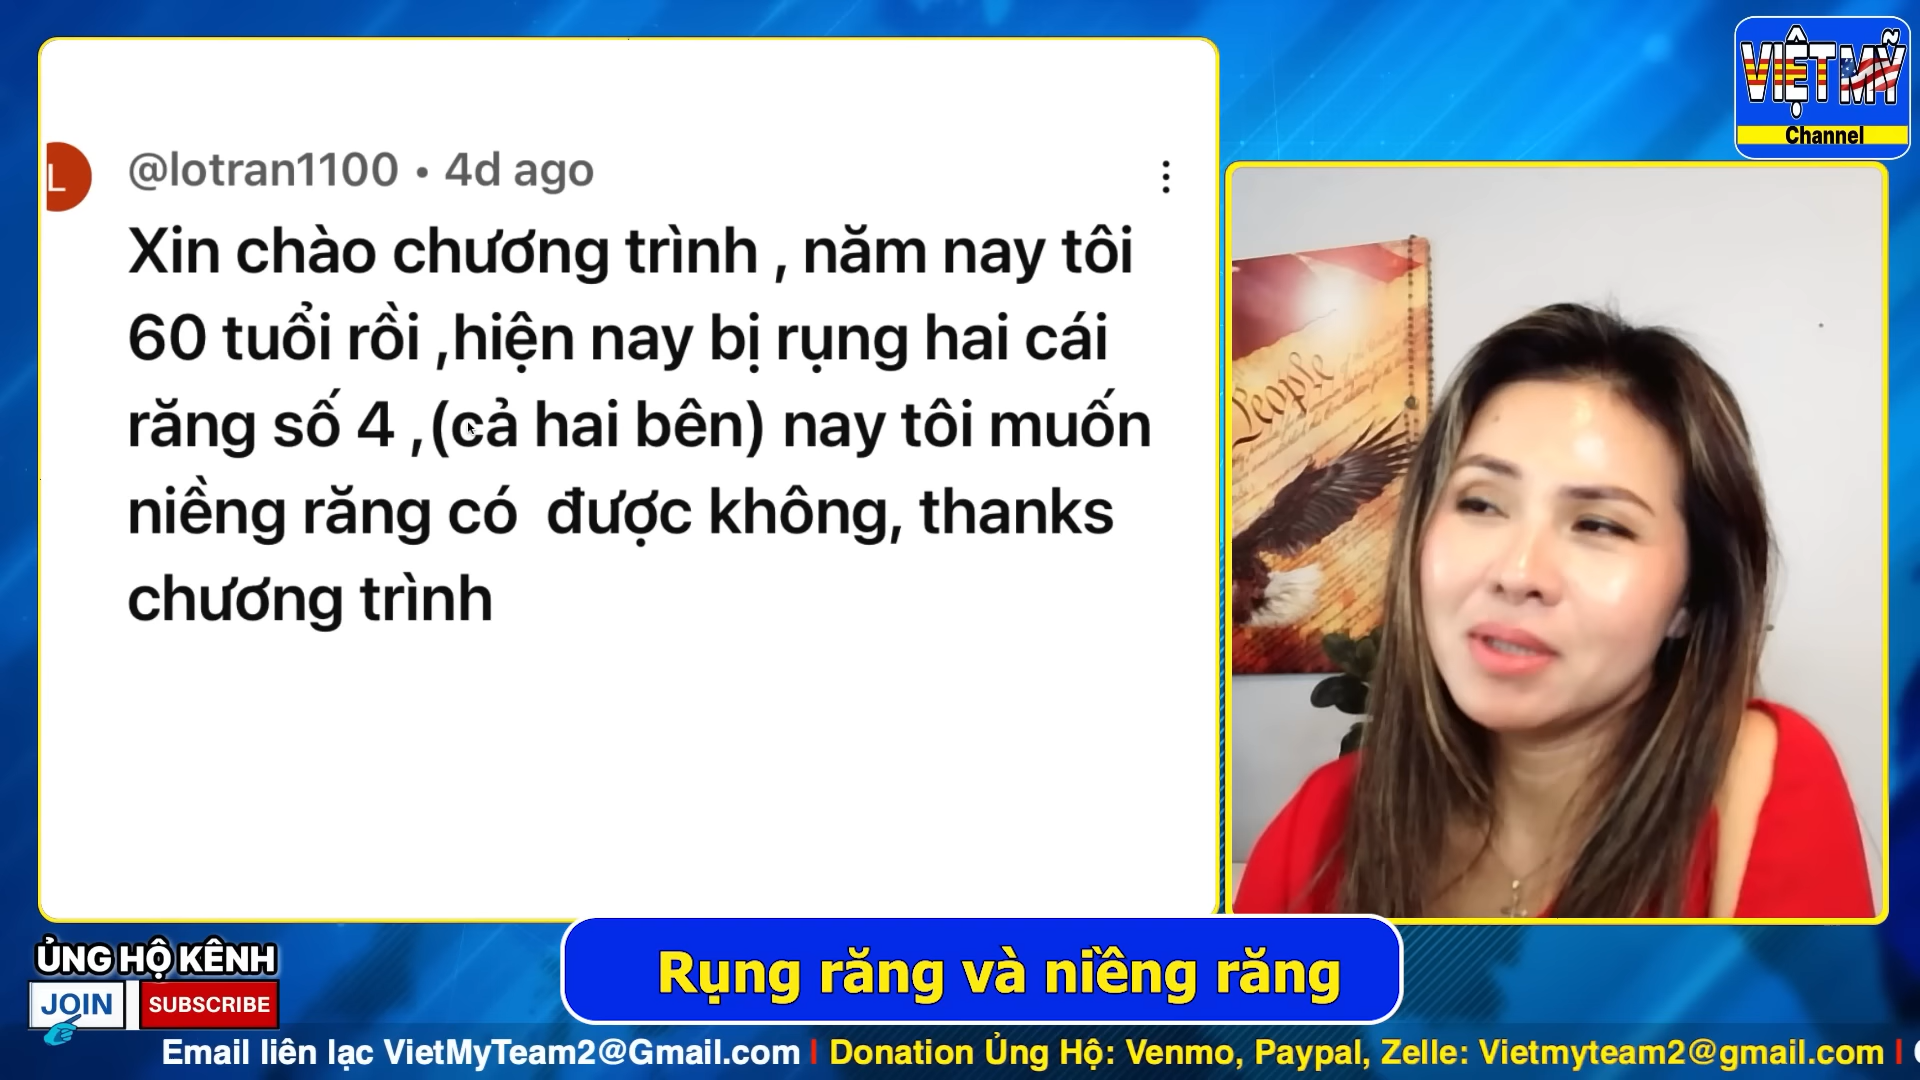 VIỆT MỸ
Channel
L
@lotran1100 • 4d ago
Xin chào chương trình , năm nay tôi
60 tuổi rồi ,hiện nay bị rụng hai cái
răng số 4 ,(cả hai bên) nay tôi muốn
niềng răng có  được không, thanks
chương trình
People
ỦNG HỘ KÊNH
JOIN
SUBSCRIBE
Rụng răng và niềng răng
Email liên lạc VietMyTeam2@Gmail.com | Donation Ủng Hộ: Venmo, Paypal, Zelle: Vietmyteam2@gmail.com |